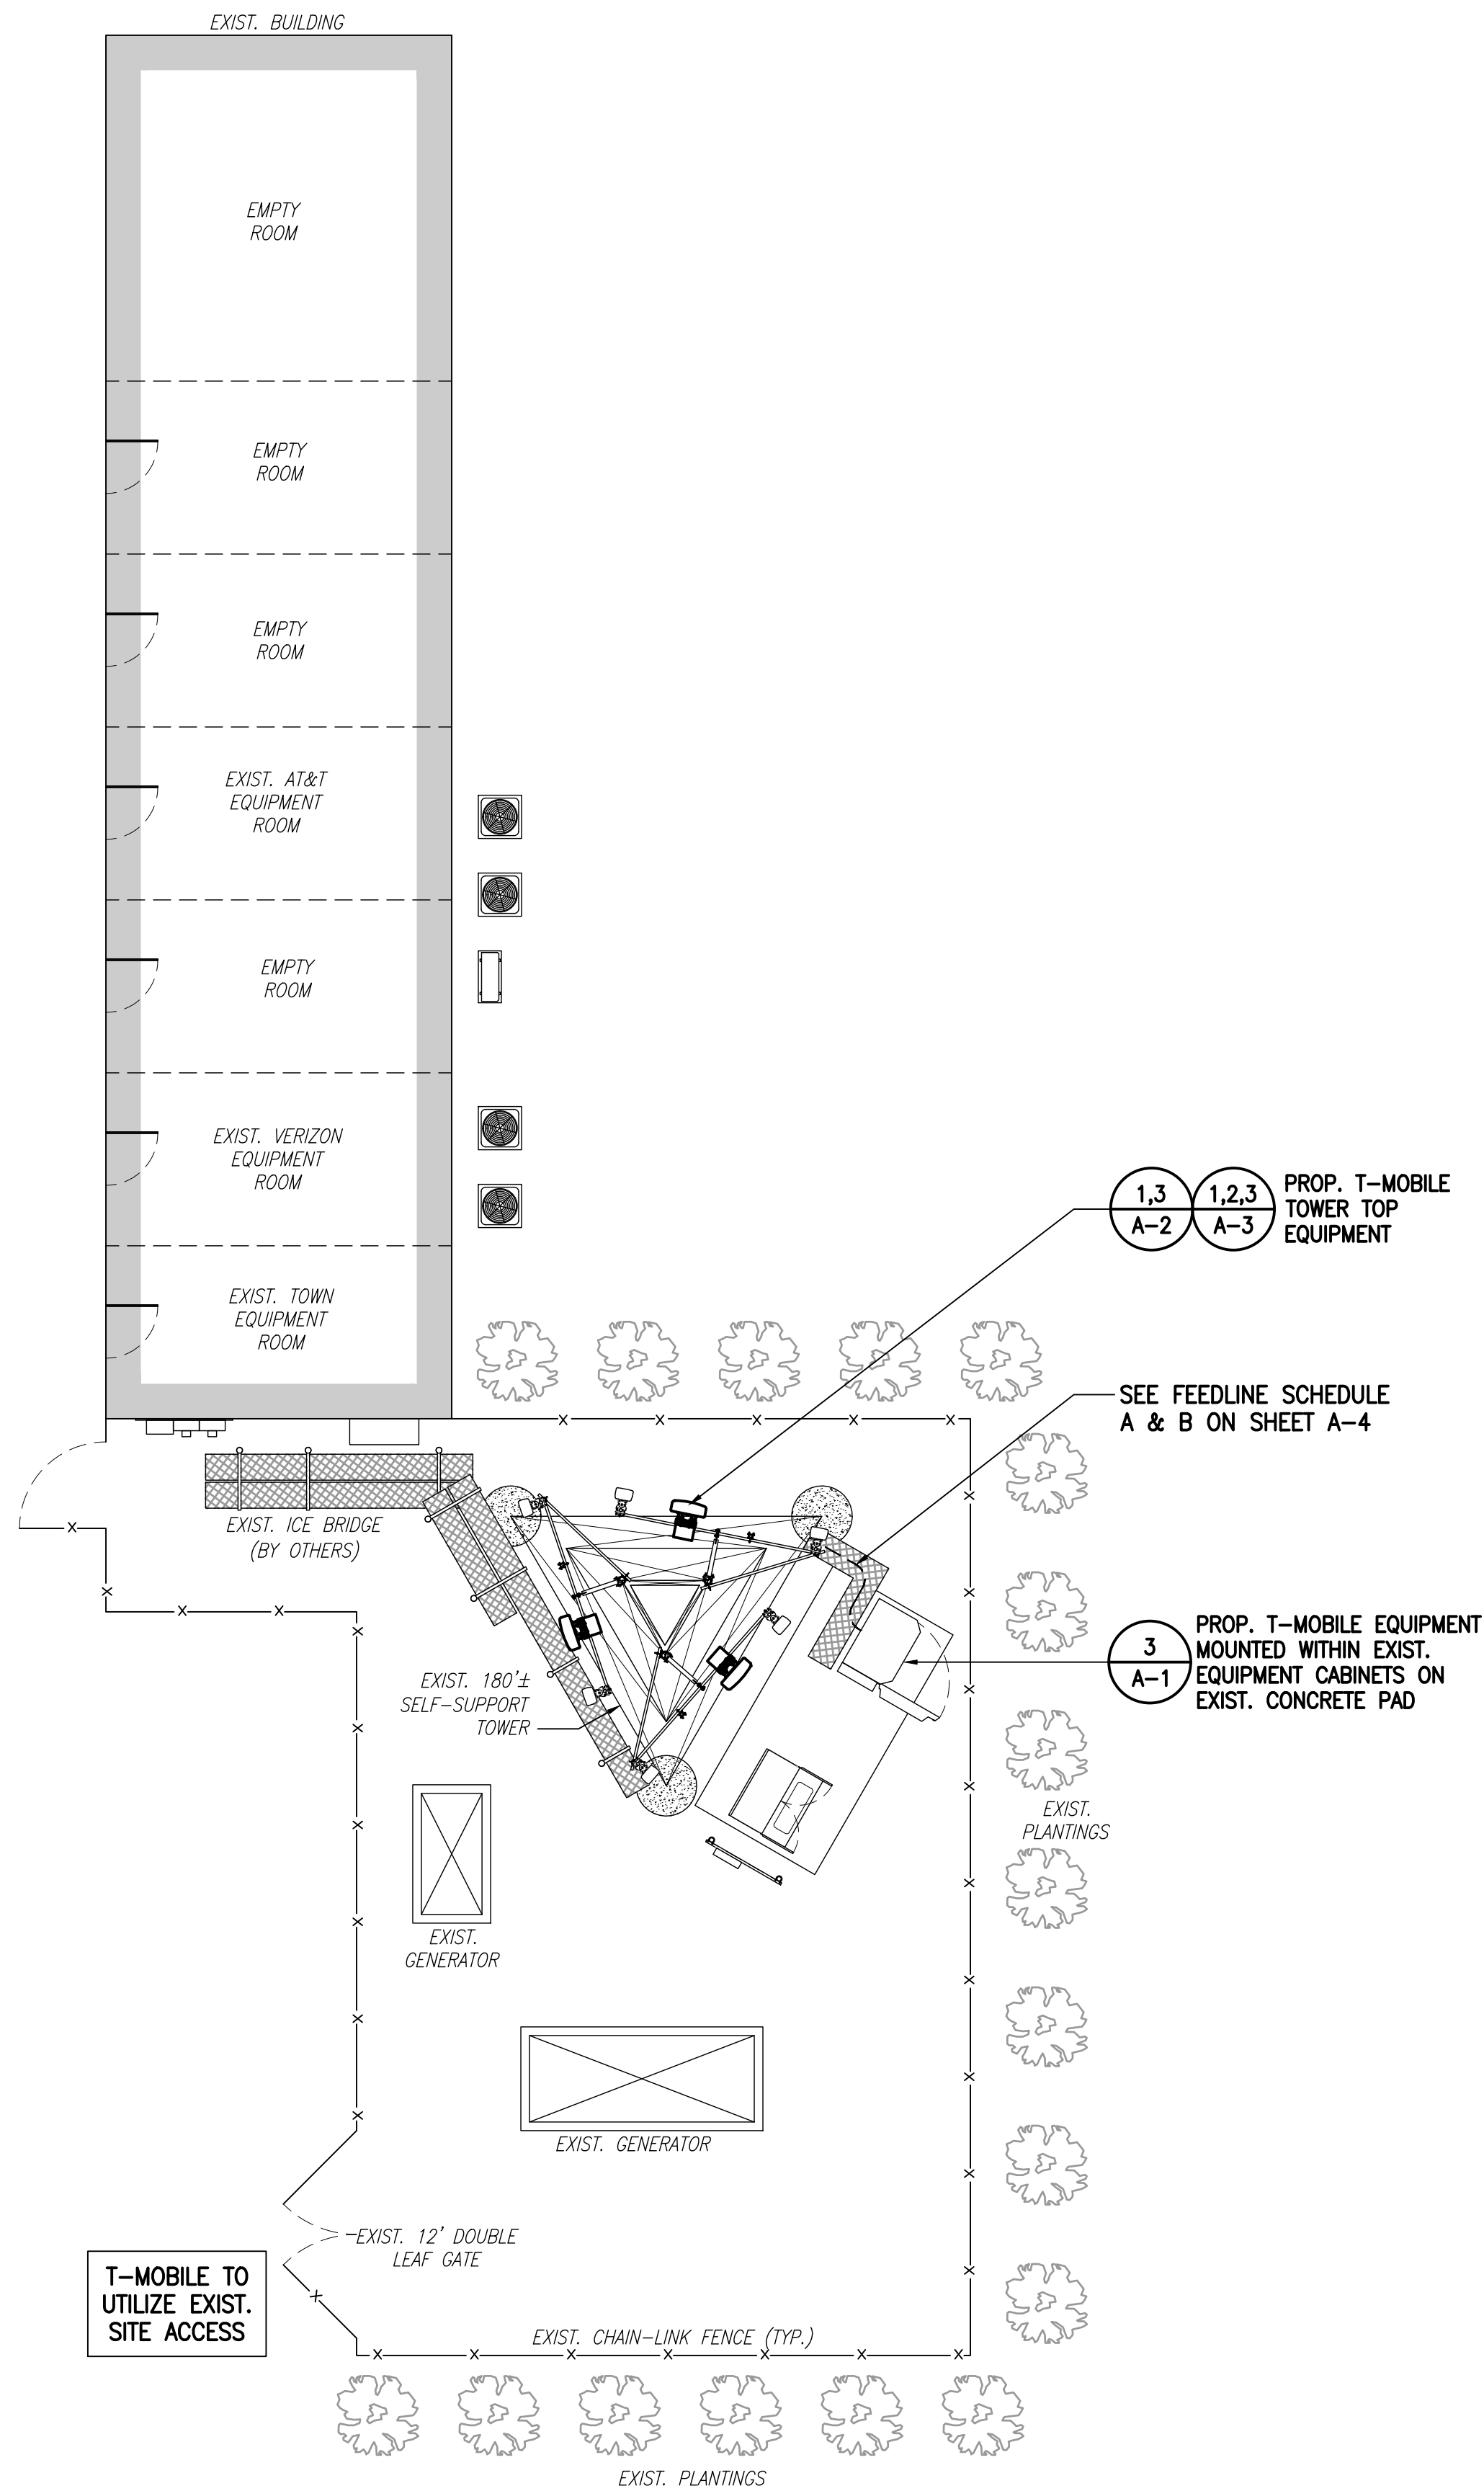 EXIST. BUILDING
EMPTY
ROOM
EMPTY
ROOM
EMPTY
ROOM
EXIST. AT&T
EQUIPMENT
ROOM
EMPTY
ROOM
EXIST. VERIZON
EQUIPMENT
ROOM
EXIST. TOWN
EQUIPMENT
ROOM
1,3
A-2
1,2,3
A-3
PROP. T-MOBILE
TOWER TOP
EQUIPMENT
SEE FEEDLINE SCHEDULE
A & B ON SHEET A-4
EXIST. ICE BRIDGE
(BY OTHERS)
3
A-1
PROP. T-MOBILE EQUIPMENT
MOUNTED WITHIN EXIST.
EQUIPMENT CABINETS ON
EXIST. CONCRETE PAD
EXIST. 180'±
SELF-SUPPORT
TOWER
EXIST.
PLANTINGS
EXIST.
GENERATOR
EXIST. GENERATOR
EXIST. 12' DOUBLE
LEAF GATE
T-MOBILE TO
UTILIZE EXIST.
SITE ACCESS
EXIST. CHAIN-LINK FENCE (TYP.)
EXIST. PLANTINGS